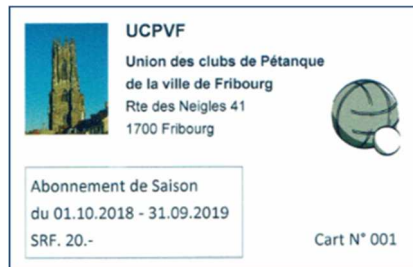 UCPVF
Union des clubs de Pétanque
de la ville de Fribourg
Rte des Neigles 41
1700 Fribourg
Abonnement de Saison
du 01.10.2018 - 31.09.2019
SRF. 20.-
Cart N° 001